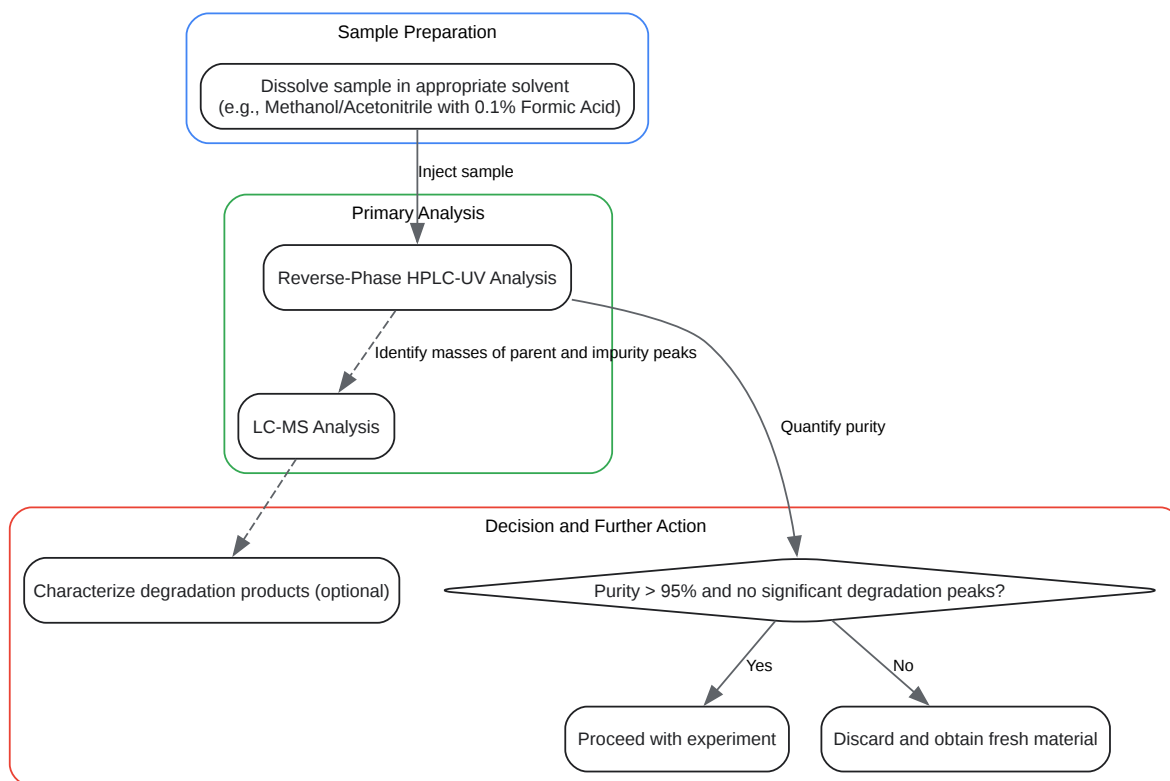 Sample Preparation
Dissolve sample in appropriate solvent
(e.g., Methanol/Acetonitrile with 0.1% Formic Acid)
Inject sample
Primary Analysis
Reverse-Phase HPLC-UV Analysis
Identify masses of parent and impurity peaks
LC-MS Analysis
Quantify purity
Decision and Further Action
Characterize degradation products (optional)
Purity > 95% and no significant degradation peaks?
Yes
No
Proceed with experiment
Discard and obtain fresh material